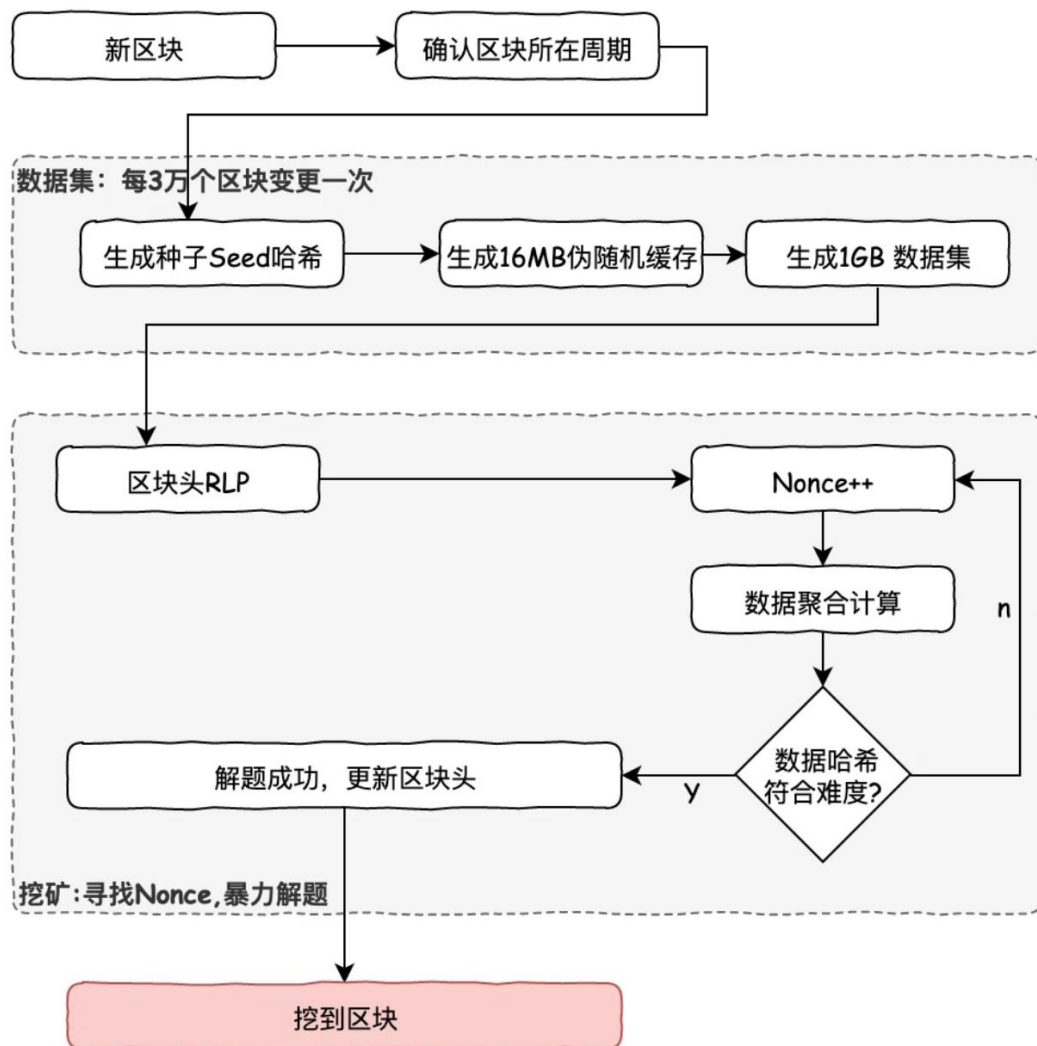 新区块
确认区块所在周期
数据集：每3万个区块变更一次
生成种子Seed哈希
生成16MB伪随机缓存
生成1GB 数据集
区块头RLP
Nonce++
数据聚合计算
n
数据哈希
符合难度?
Y
解题成功，更新区块头
挖矿:寻找Nonce,暴力解题
挖到区块